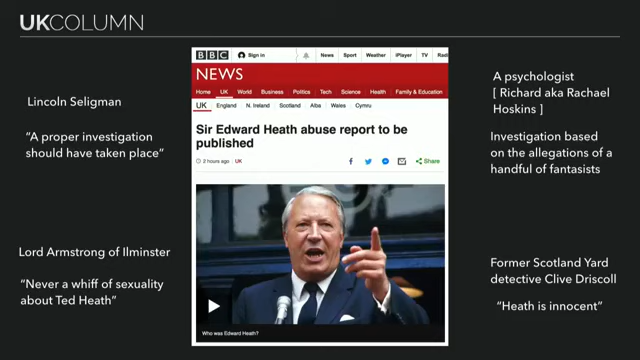 UKCOLUMN
Lincoln Seligman
“A proper investigation
should have taken place”
Lord Armstrong of Ilminster
“Never a whiff of sexuality
about Ted Heath”
BBC Sign in News Sport Weather iPlayer TV Radi
NEWS
Home UK World Business Politics Tech Science Health Family & Education
UK England N. Ireland Scotland Alba Wales Cymru
Sir Edward Heath abuse report to be
published
2 hours ago UK Share
Who was Edward Heath?
A psychologist
[ Richard aka Rachael
Hoskins ]
Investigation based
on the allegations of a
handful of fantasists
Former Scotland Yard
detective Clive Driscoll
“Heath is innocent”